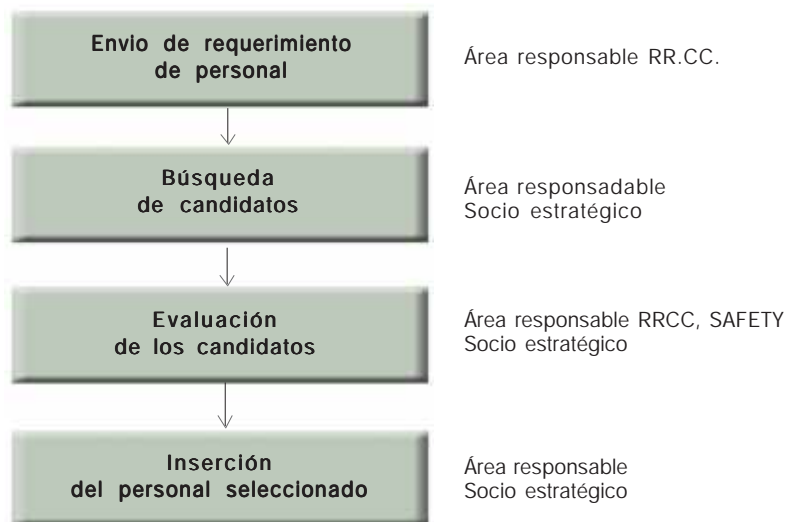 Envio de requerimiento
de personal
Área responsable RR.CC.
Búsqueda
de candidatos
Área responsadable
Socio estratégico
Evaluación
de los candidatos
Área responsable RRCC, SAFETY
Socio estratégico
Inserción
del personal seleccionado
Área responsable
Socio estratégico